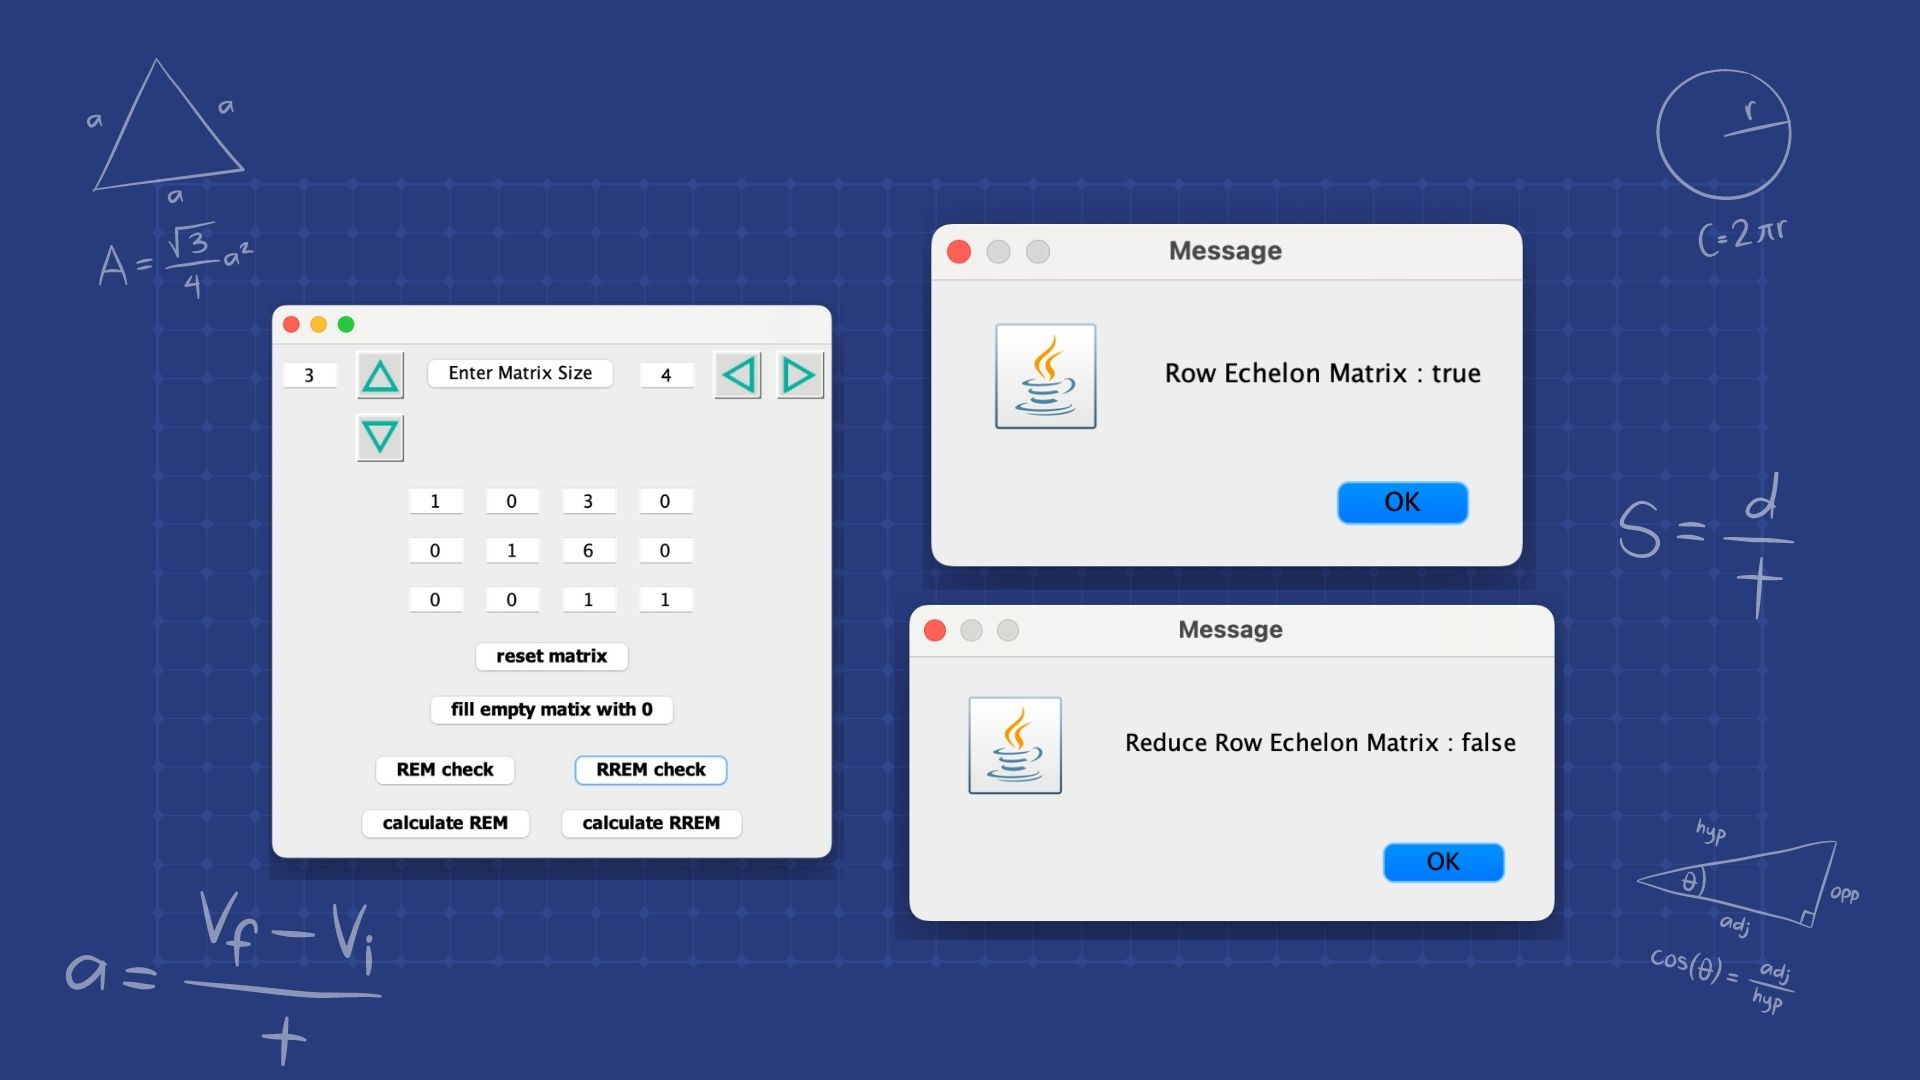 a
a
a
A = √3/4 a²
r
C = 2πr
3
Enter Matrix Size
4
1 0 3 0
0 1 6 0
0 0 1 1
reset matrix
fill empty matix with 0
REM check
RREM check
calculate REM
calculate RREM
Message
Row Echelon Matrix : true
OK
Message
Reduce Row Echelon Matrix : false
OK
S = d/t
a = Vf - Vi / t
hyp
θ
opp
adj
cos(θ) = adj/hyp